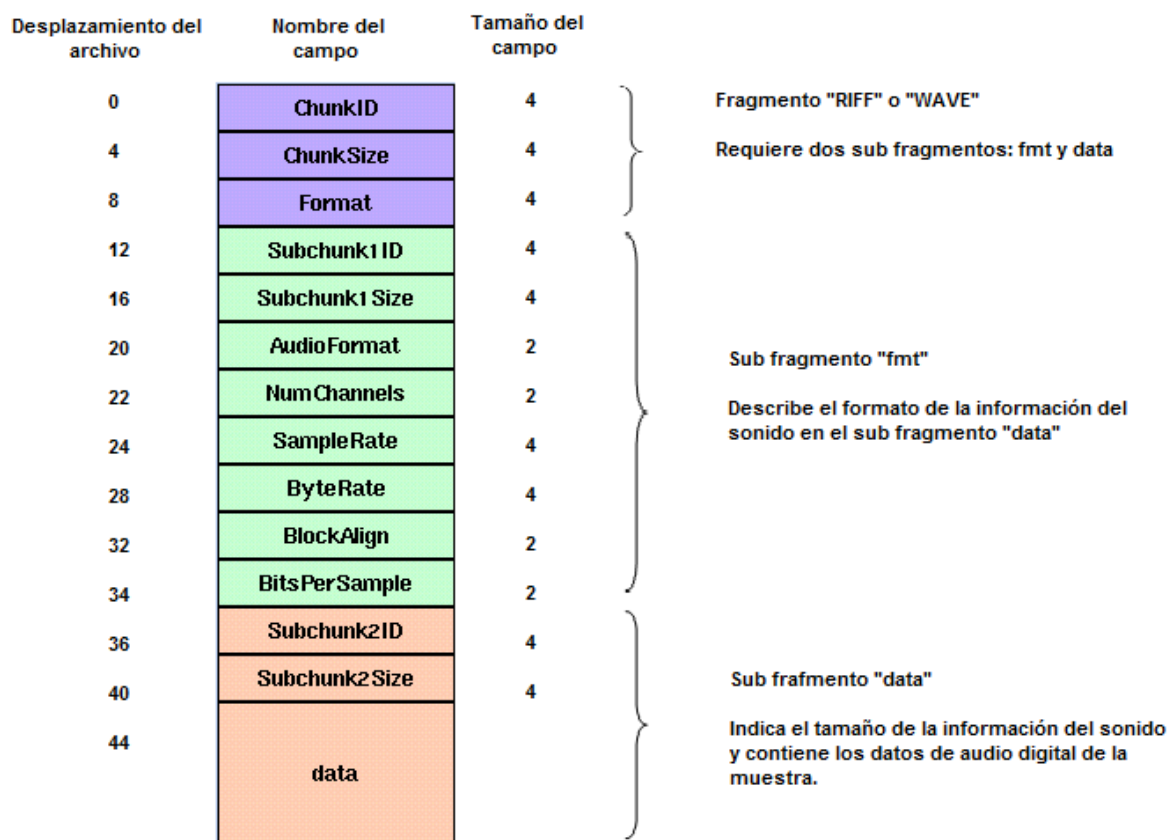 Desplazamiento del archivo
Nombre del campo
Tamaño del campo
0 ChunkID 4
4 ChunkSize 4
8 Format 4
Fragmento "RIFF" o "WAVE"
Requiere dos sub fragmentos: fmt y data
12 Subchunk1ID 4
16 Subchunk1Size 4
20 AudioFormat 2
22 NumChannels 2
24 SampleRate 4
28 ByteRate 4
32 BlockAlign 2
34 BitsPerSample 2
Sub fragmento "fmt"
Describe el formato de la información del
sonido en el sub fragmento "data"
36 Subchunk2ID 4
40 Subchunk2Size 4
44 data
Sub frafmento "data"
Indica el tamaño de la información del sonido
y contiene los datos de audio digital de la
muestra.